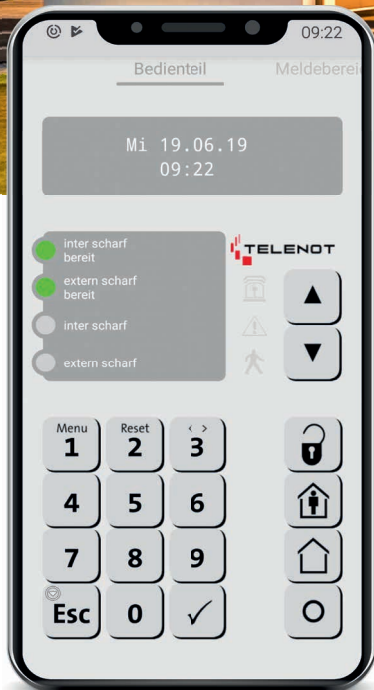 09:22
Bedienteil Meldeberei
Mi 19.06.19
09:22
inter scharf
bereit
extern scharf
bereit
inter scharf
extern scharf
TELENOT
Menu
1
Reset
2
< >
3
4 5 6
7 8 9
Esc 0